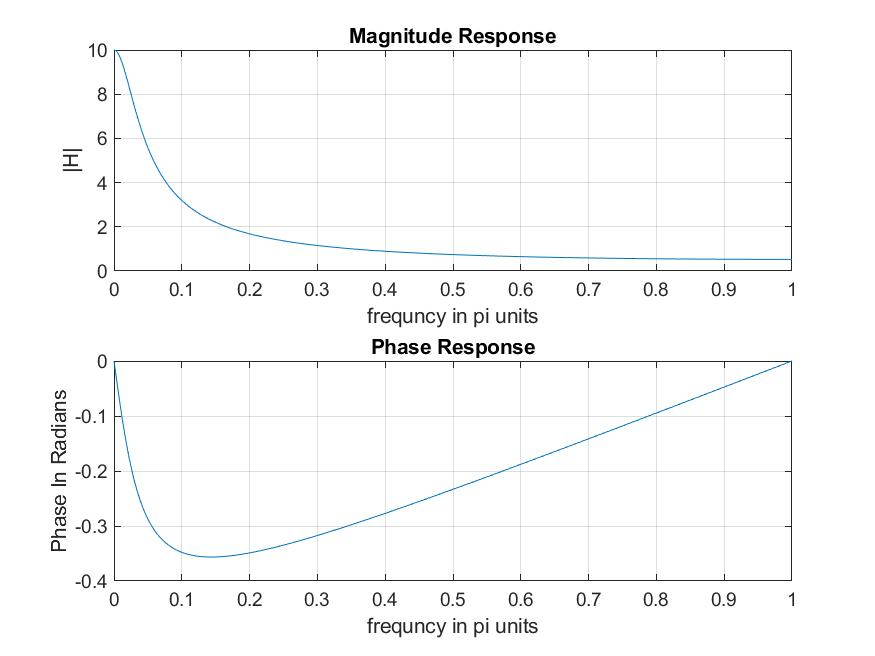 Magnitude Response
10
8
6
4
2
0
|H|
0 0.1 0.2 0.3 0.4 0.5 0.6 0.7 0.8 0.9 1
frequncy in pi units
Phase Response
0
-0.1
-0.2
-0.3
-0.4
Phase In Radians
0 0.1 0.2 0.3 0.4 0.5 0.6 0.7 0.8 0.9 1
frequncy in pi units